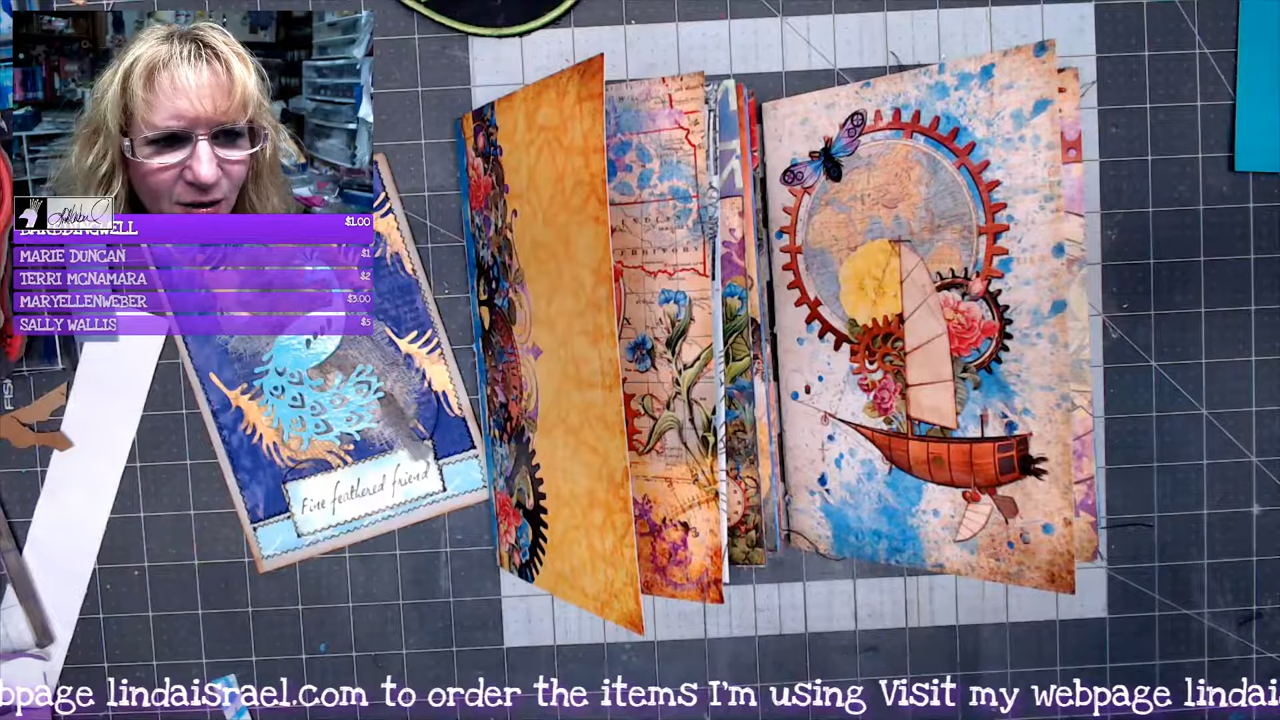 $1.00
MARIE DUNCAN $1
TERRI MCNAMARA $2
MARYELLENWEBER $3.00
SALLY WALLIS $5
Fine feathered friend
bpage lindaisrael.com to order the items I'm using Visit my webpage lindai